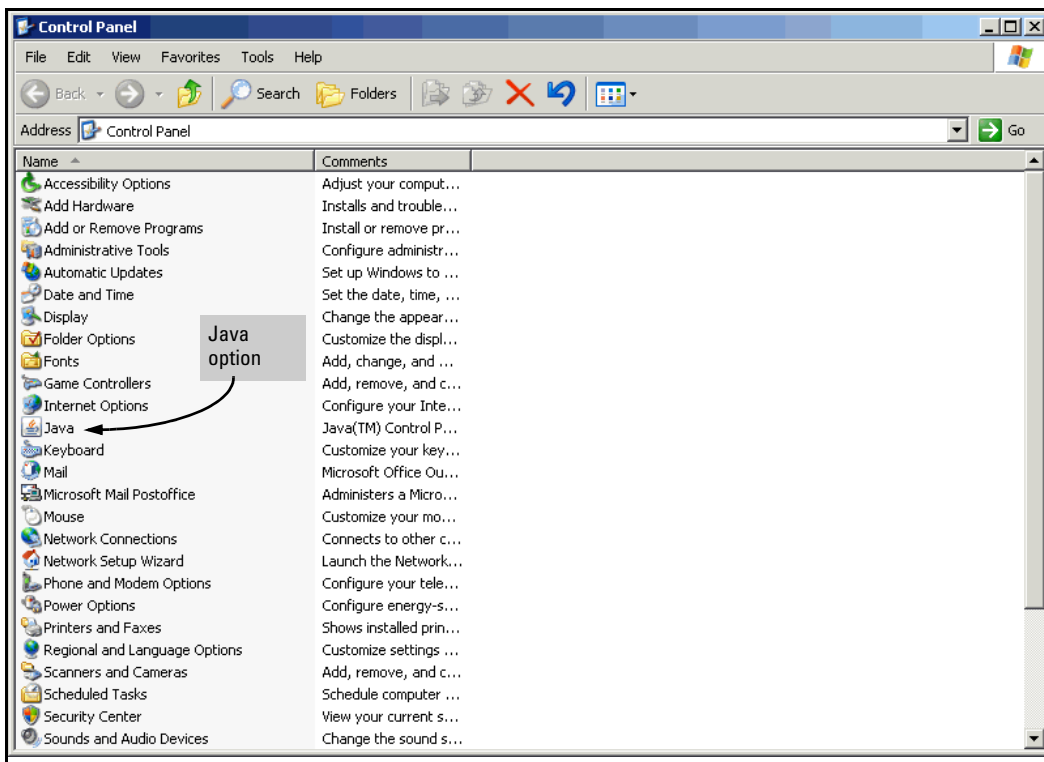 Control Panel
File Edit View Favorites Tools Help
Back Search Folders
Address Control Panel Go
Name Comments
Accessibility Options Adjust your comput...
Add Hardware Installs and trouble...
Add or Remove Programs Install or remove pr...
Administrative Tools Configure administr...
Automatic Updates Set up Windows to ...
Date and Time Set the date, time, ...
Display Change the appear...
Folder Options Customize the displ...
Fonts Add, change, and ...
Game Controllers Add, remove, and c...
Internet Options Configure your Inte...
Java Java(TM) Control P...
Keyboard Customize your key...
Mail Microsoft Office Ou...
Microsoft Mail Postoffice Administers a Micro...
Mouse Customize your mo...
Network Connections Connects to other c...
Network Setup Wizard Launch the Network...
Phone and Modem Options Configure your tele...
Power Options Configure energy-s...
Printers and Faxes Shows installed prin...
Regional and Language Options Customize settings ...
Scanners and Cameras Add, remove, and c...
Scheduled Tasks Schedule computer ...
Security Center View your current s...
Sounds and Audio Devices Change the sound s...
Java
option